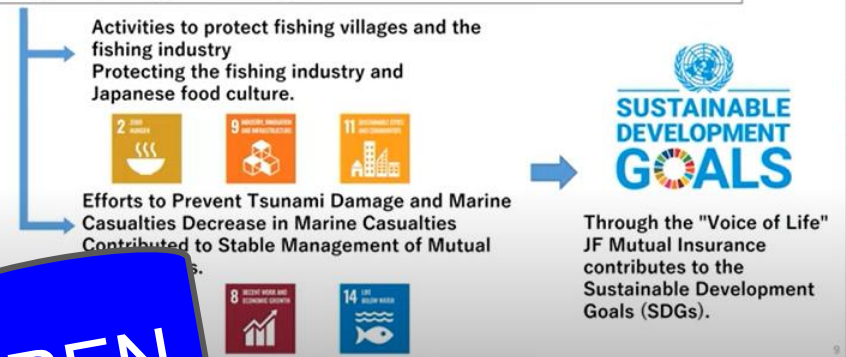 Activities to protect fishing villages and the
fishing industry
Protecting the fishing industry and
Japanese food culture.
2 ZERO
HUNGER
9 INDUSTRY, INNOVATION
AND INFRASTRUCTURE
11 SUSTAINABLE CITIES
AND COMMUNITIES
Efforts to Prevent Tsunami Damage and Marine
Casualties Decrease in Marine Casualties
Contributed to Stable Management of Mutual
s.
8 DECENT WORK AND
ECONOMIC GROWTH
14 LIFE
BELOW WATER
SUSTAINABLE
DEVELOPMENT
GOALS
Through the "Voice of Life"
JF Mutual Insurance
contributes to the
Sustainable Development
Goals (SDGs).
9